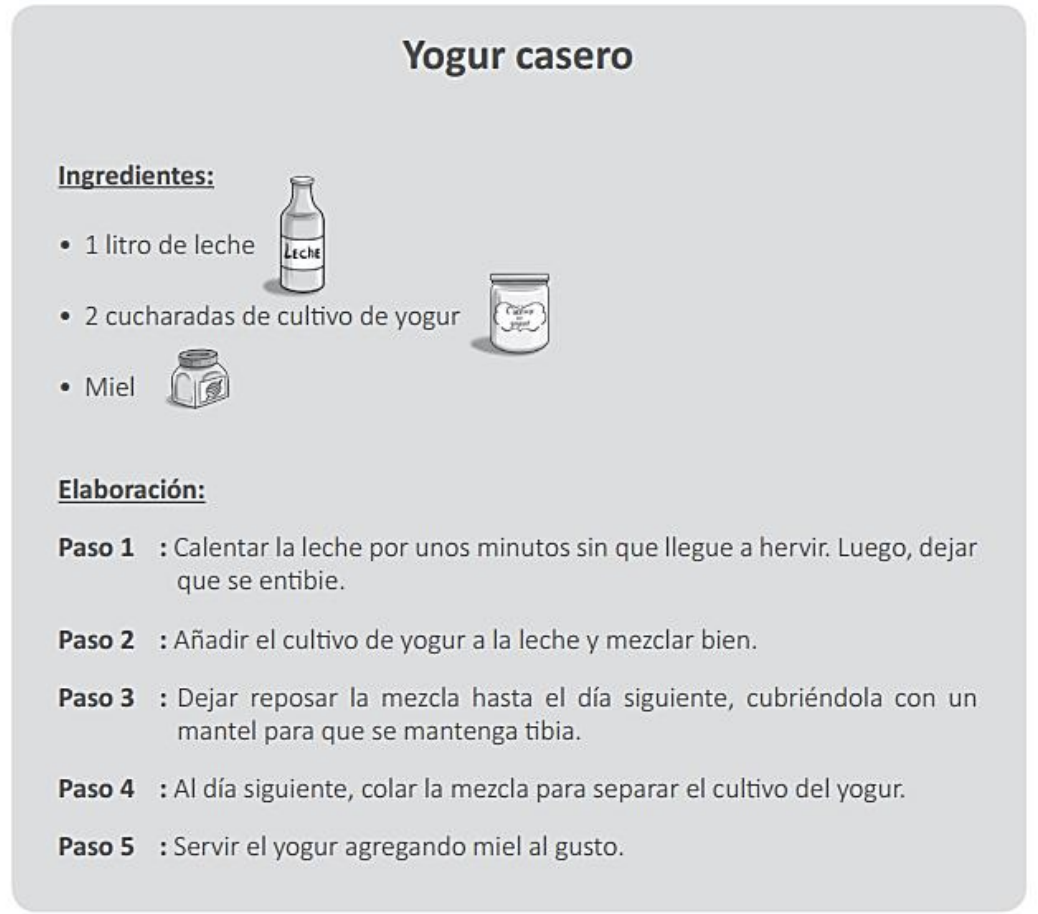 Yogur casero
Ingredientes:
• 1 litro de leche
LEche
• 2 cucharadas de cultivo de yogur
Cultivo
de
yogurt
• Miel
Elaboración:
Paso 1 : Calentar la leche por unos minutos sin que llegue a hervir. Luego, dejar
que se entibie.
Paso 2 : Añadir el cultivo de yogur a la leche y mezclar bien.
Paso 3 : Dejar reposar la mezcla hasta el día siguiente, cubriéndola con un
mantel para que se mantenga tibia.
Paso 4 : Al día siguiente, colar la mezcla para separar el cultivo del yogur.
Paso 5 : Servir el yogur agregando miel al gusto.